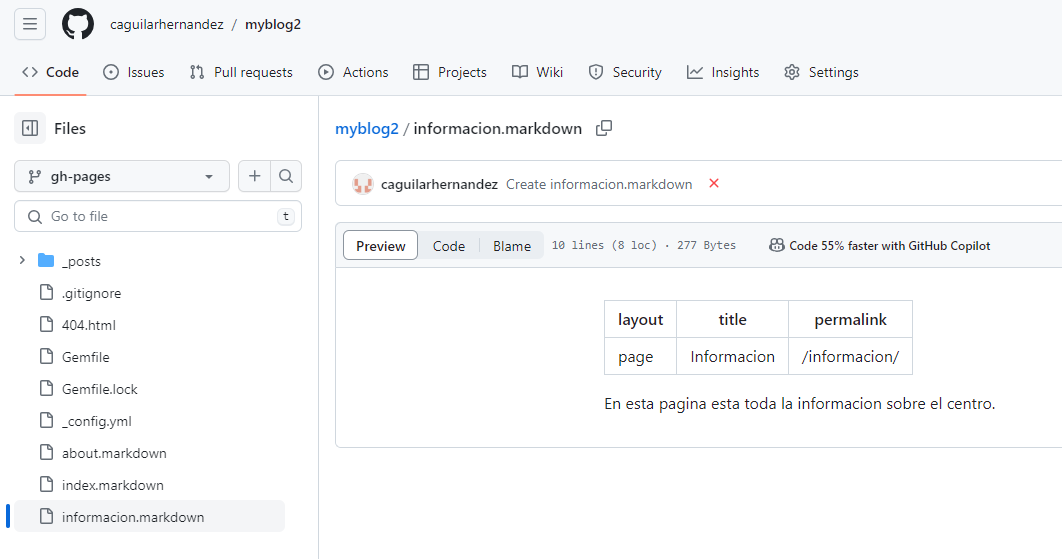 caguilarhernandez / myblog2
Code Issues Pull requests Actions Projects Wiki Security Insights Settings
Files
gh-pages
Go to file t
_posts
.gitignore
404.html
Gemfile
Gemfile.lock
_config.yml
about.markdown
index.markdown
informacion.markdown
myblog2 / informacion.markdown
caguilarhernandez Create informacion.markdown
Preview Code Blame 10 lines (8 loc) · 277 Bytes Code 55% faster with GitHub Copilot
layout title permalink
page Informacion /informacion/
En esta pagina esta toda la informacion sobre el centro.